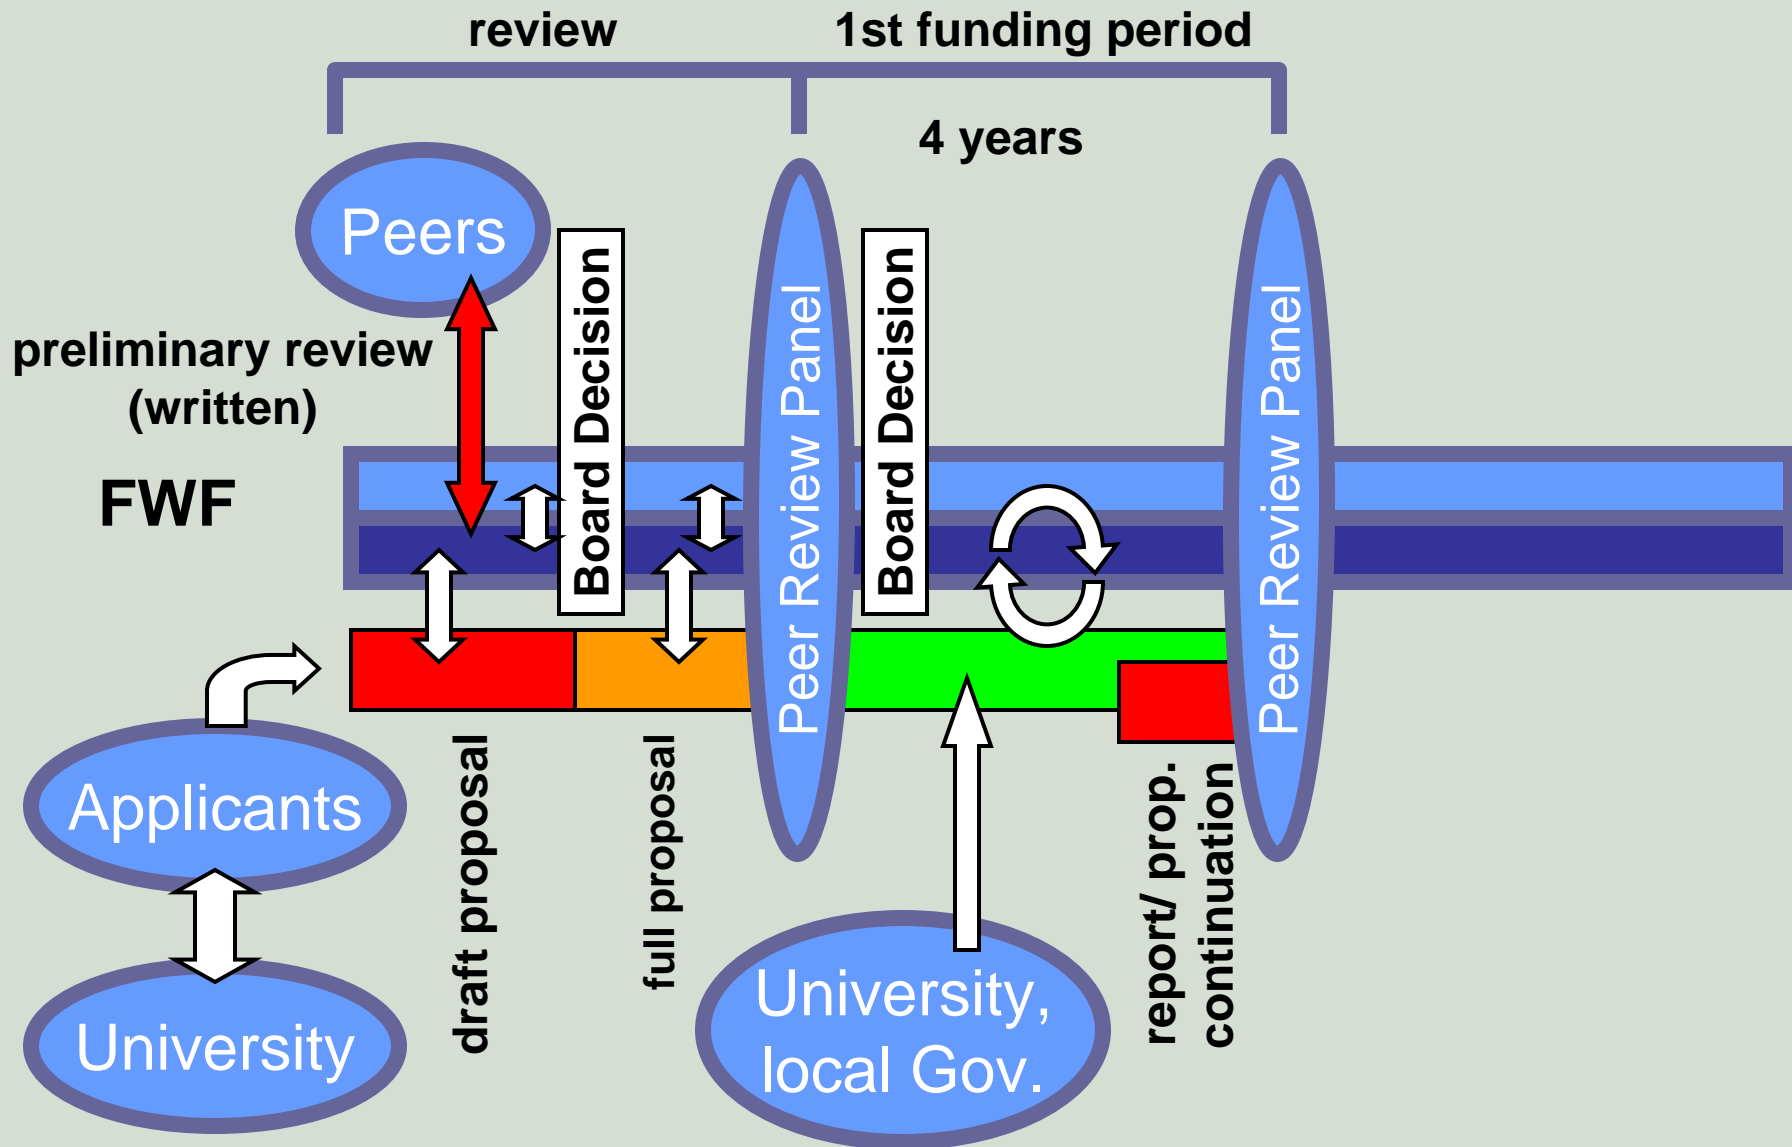 review
1st funding period
4 years
Peers
preliminary review
(written)
FWF
Board Decision
Peer Review Panel
Board Decision
Peer Review Panel
Applicants
University
draft proposal
full proposal
University,
local Gov.
report/ prop.
continuation